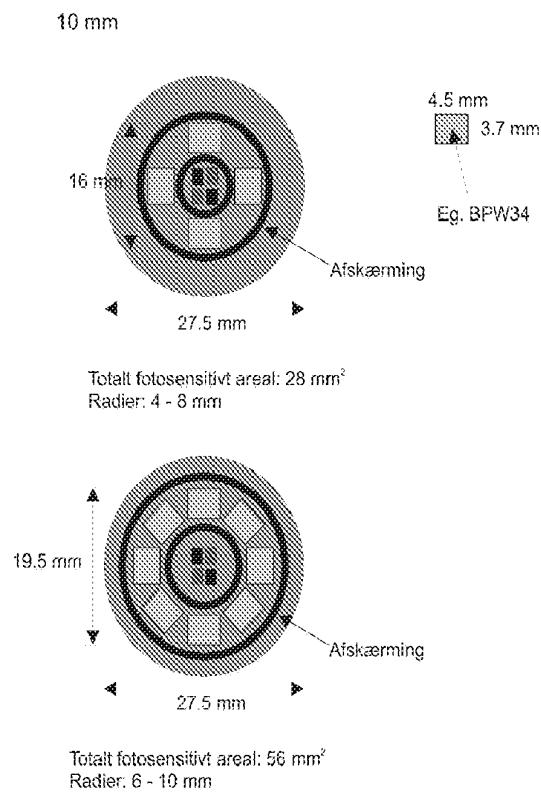 10 mm
4.5 mm
3.7 mm
16 mm
Eg. BPW34
Afskærming
27.5 mm
Totalt fotosensitivt areal: 28 mm²
Radier: 4 - 8 mm
19.5 mm
Afskærming
27.5 mm
Totalt fotosensitivt areal: 56 mm²
Radier: 6 - 10 mm